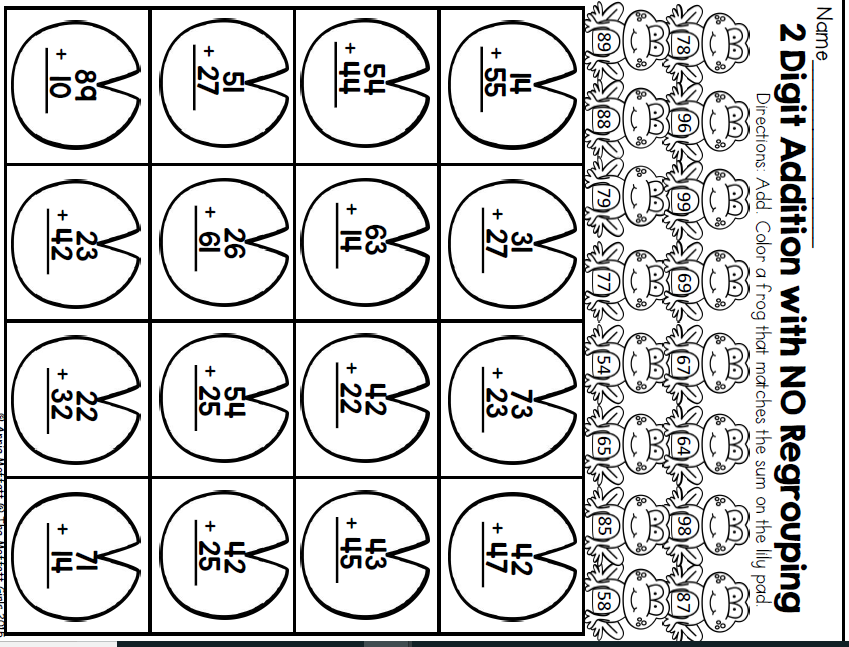 Name
2 Digit Addition with NO Regrouping
Directions: Add. Color a frog that matches the sum on the lily pad.
78 96 99 69 67 64 98 87
89 88 79 77 54 65 85 58
14 31 73 42
+ 55 + 27 + 23 + 47
54 63 42 43
+ 44 + 14 + 22 + 45
51 26 54 42
+ 27 + 61 + 25 + 25
89 23 22 71
+ 10 + 42 + 32 + 14